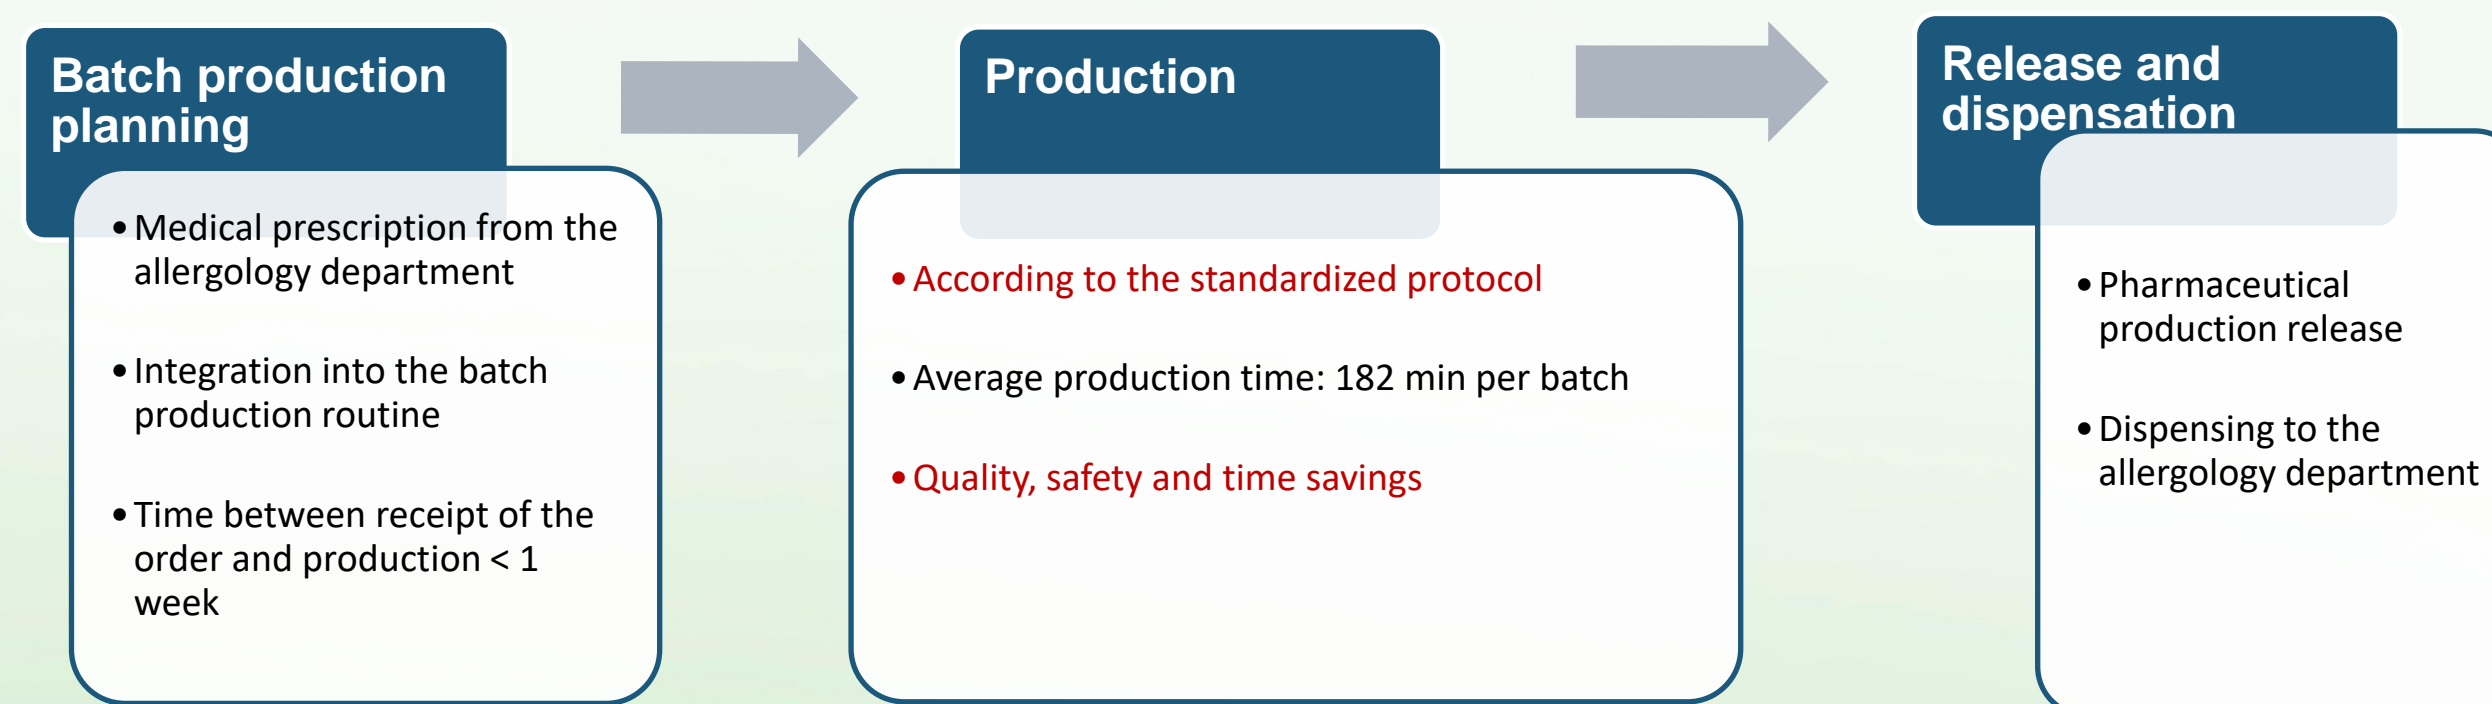 Batch production
planning
• Medical prescription from the
allergology department
• Integration into the batch
production routine
• Time between receipt of the
order and production < 1
week
Production
• According to the standardized protocol
• Average production time: 182 min per batch
• Quality, safety and time savings
Release and
dispensation
• Pharmaceutical
production release
• Dispensing to the
allergology department